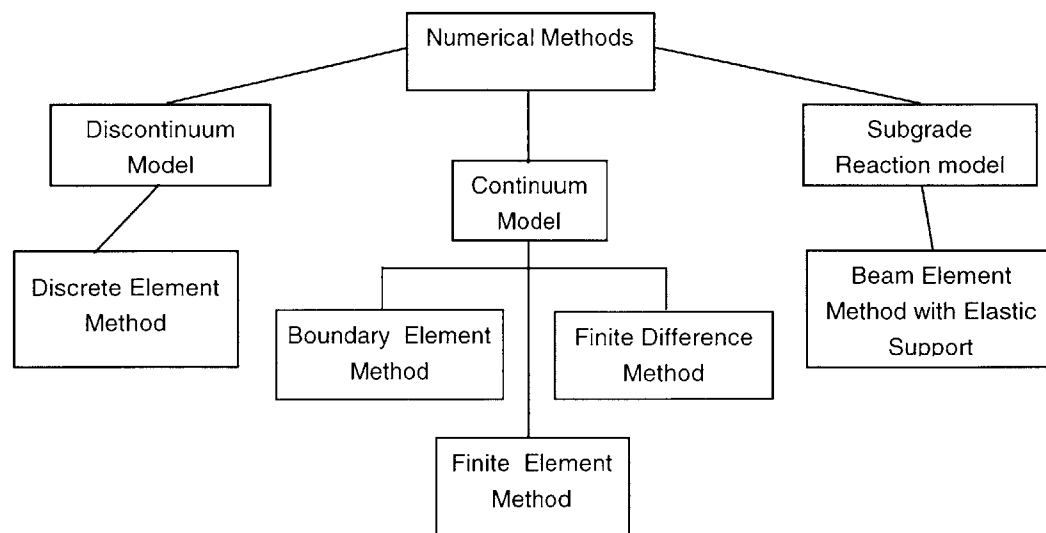 Numerical Methods
Discontinuum
Model
Subgrade
Reaction model
Continuum
Model
Discrete Element
Method
Beam Element
Method with Elastic
Support
Boundary Element
Method
Finite Difference
Method
Finite Element
Method